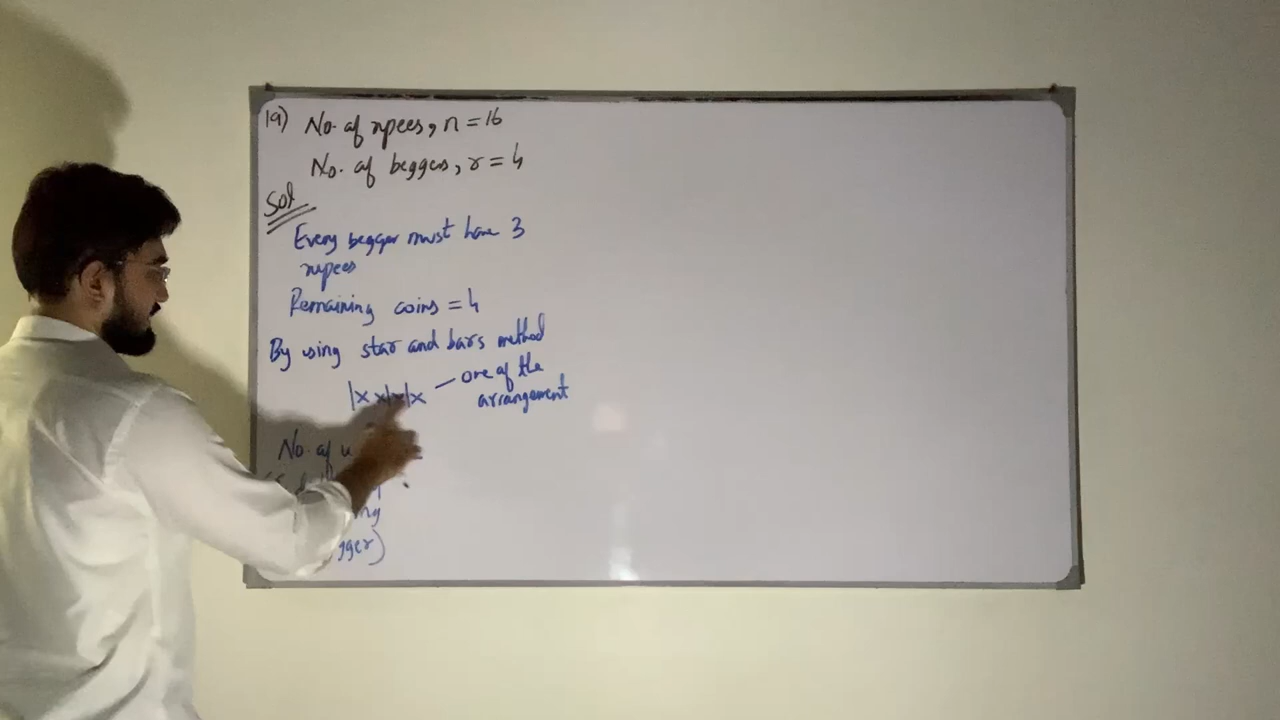 19) No. of rupees, n = 16
No. of beggers, r = 4
Sol
Every begger must have 3
rupees
Remaining coins = 4
By using star and bars method
|xx|x|x — one of the
arrangement
No. of
gger)